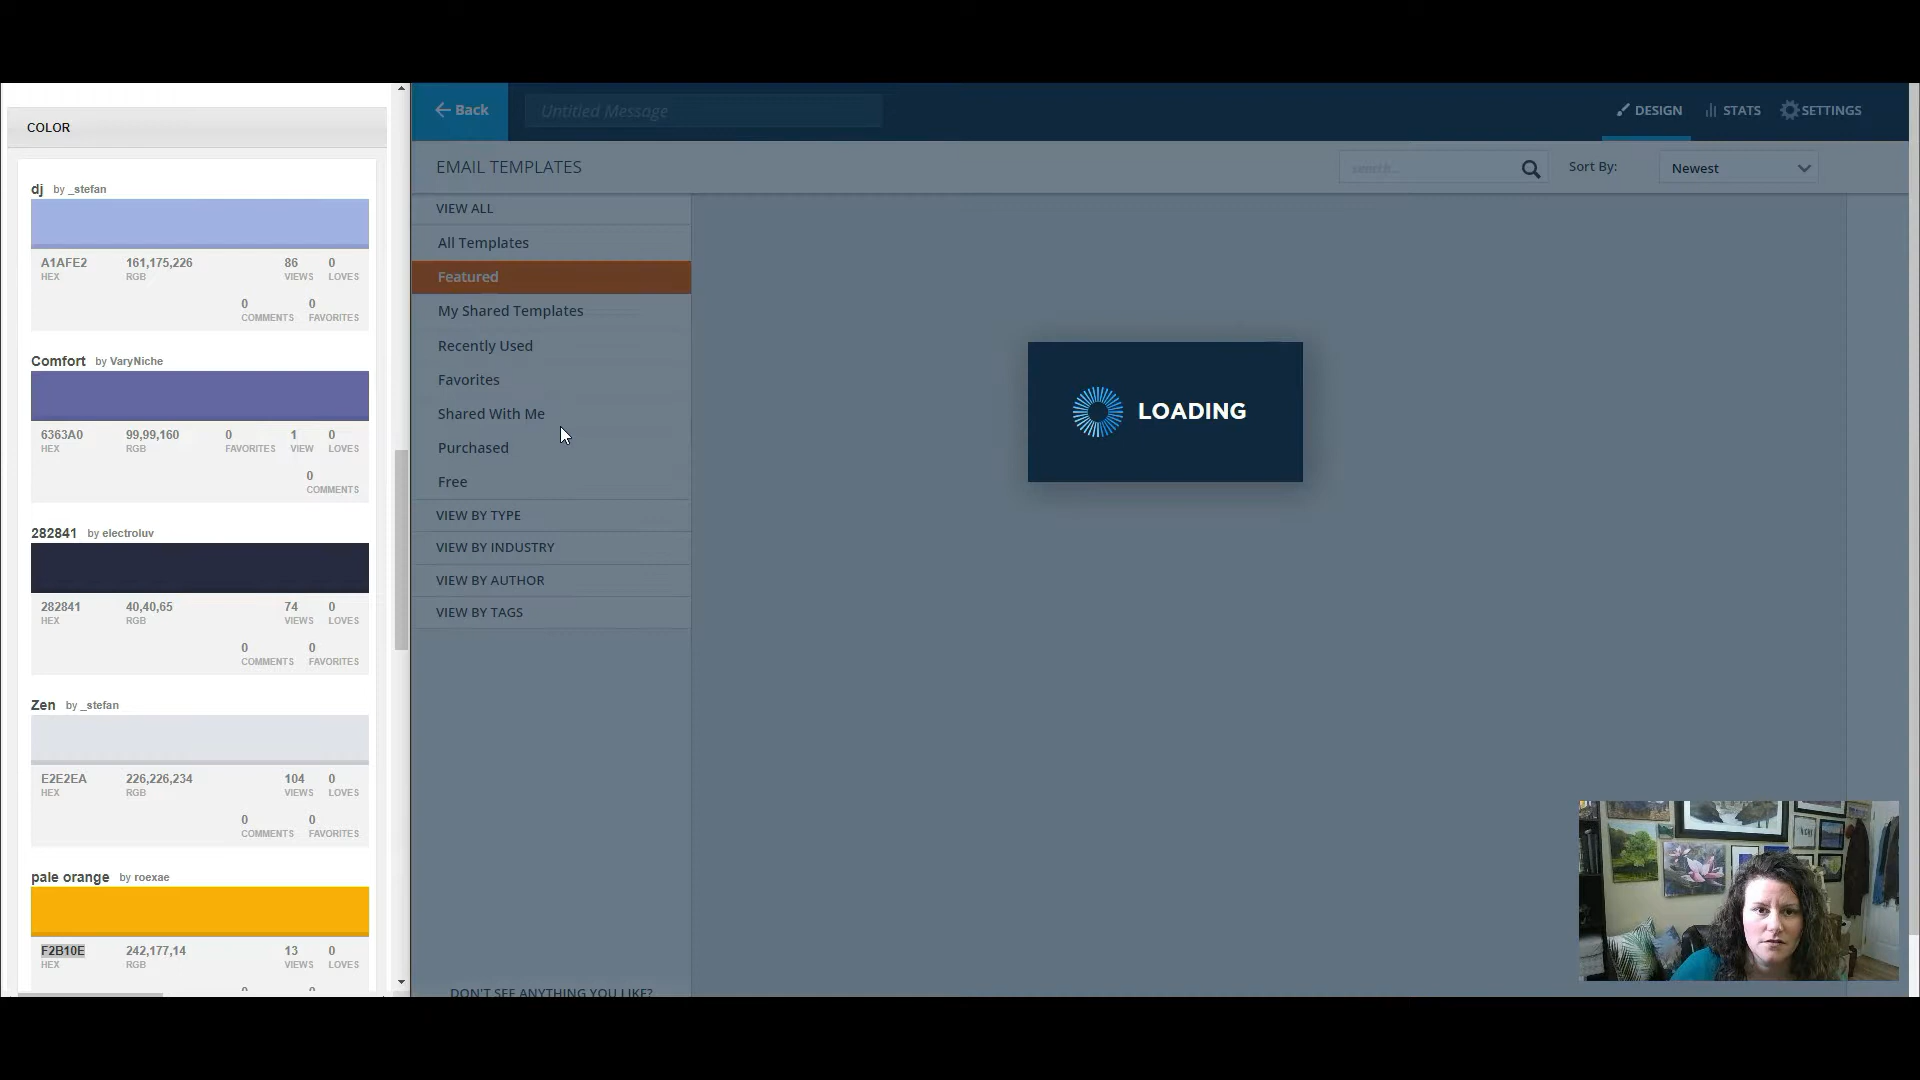 COLOR
dj by _stefan
A1AFE2 161,175,226 86 0
HEX RGB VIEWS LOVES
0 0
COMMENTS FAVORITES
Comfort by VaryNiche
6363A0 99,99,160 0 1 0
HEX RGB FAVORITES VIEW LOVES
0
COMMENTS
282841 by electroluv
282841 40,40,65 74 0
HEX RGB VIEWS LOVES
0 0
COMMENTS FAVORITES
Zen by _stefan
E2E2EA 226,226,234 104 0
HEX RGB VIEWS LOVES
0 0
COMMENTS FAVORITES
pale orange by roexae
F2B10E 242,177,14 13 0
HEX RGB VIEWS LOVES
Back Untitled Message DESIGN STATS SETTINGS
EMAIL TEMPLATES search... Sort By: Newest
VIEW ALL
All Templates
Featured
My Shared Templates
Recently Used
Favorites
Shared With Me
Purchased
Free
VIEW BY TYPE
VIEW BY INDUSTRY
VIEW BY AUTHOR
VIEW BY TAGS
DON'T SEE ANYTHING YOU LIKE?
LOADING